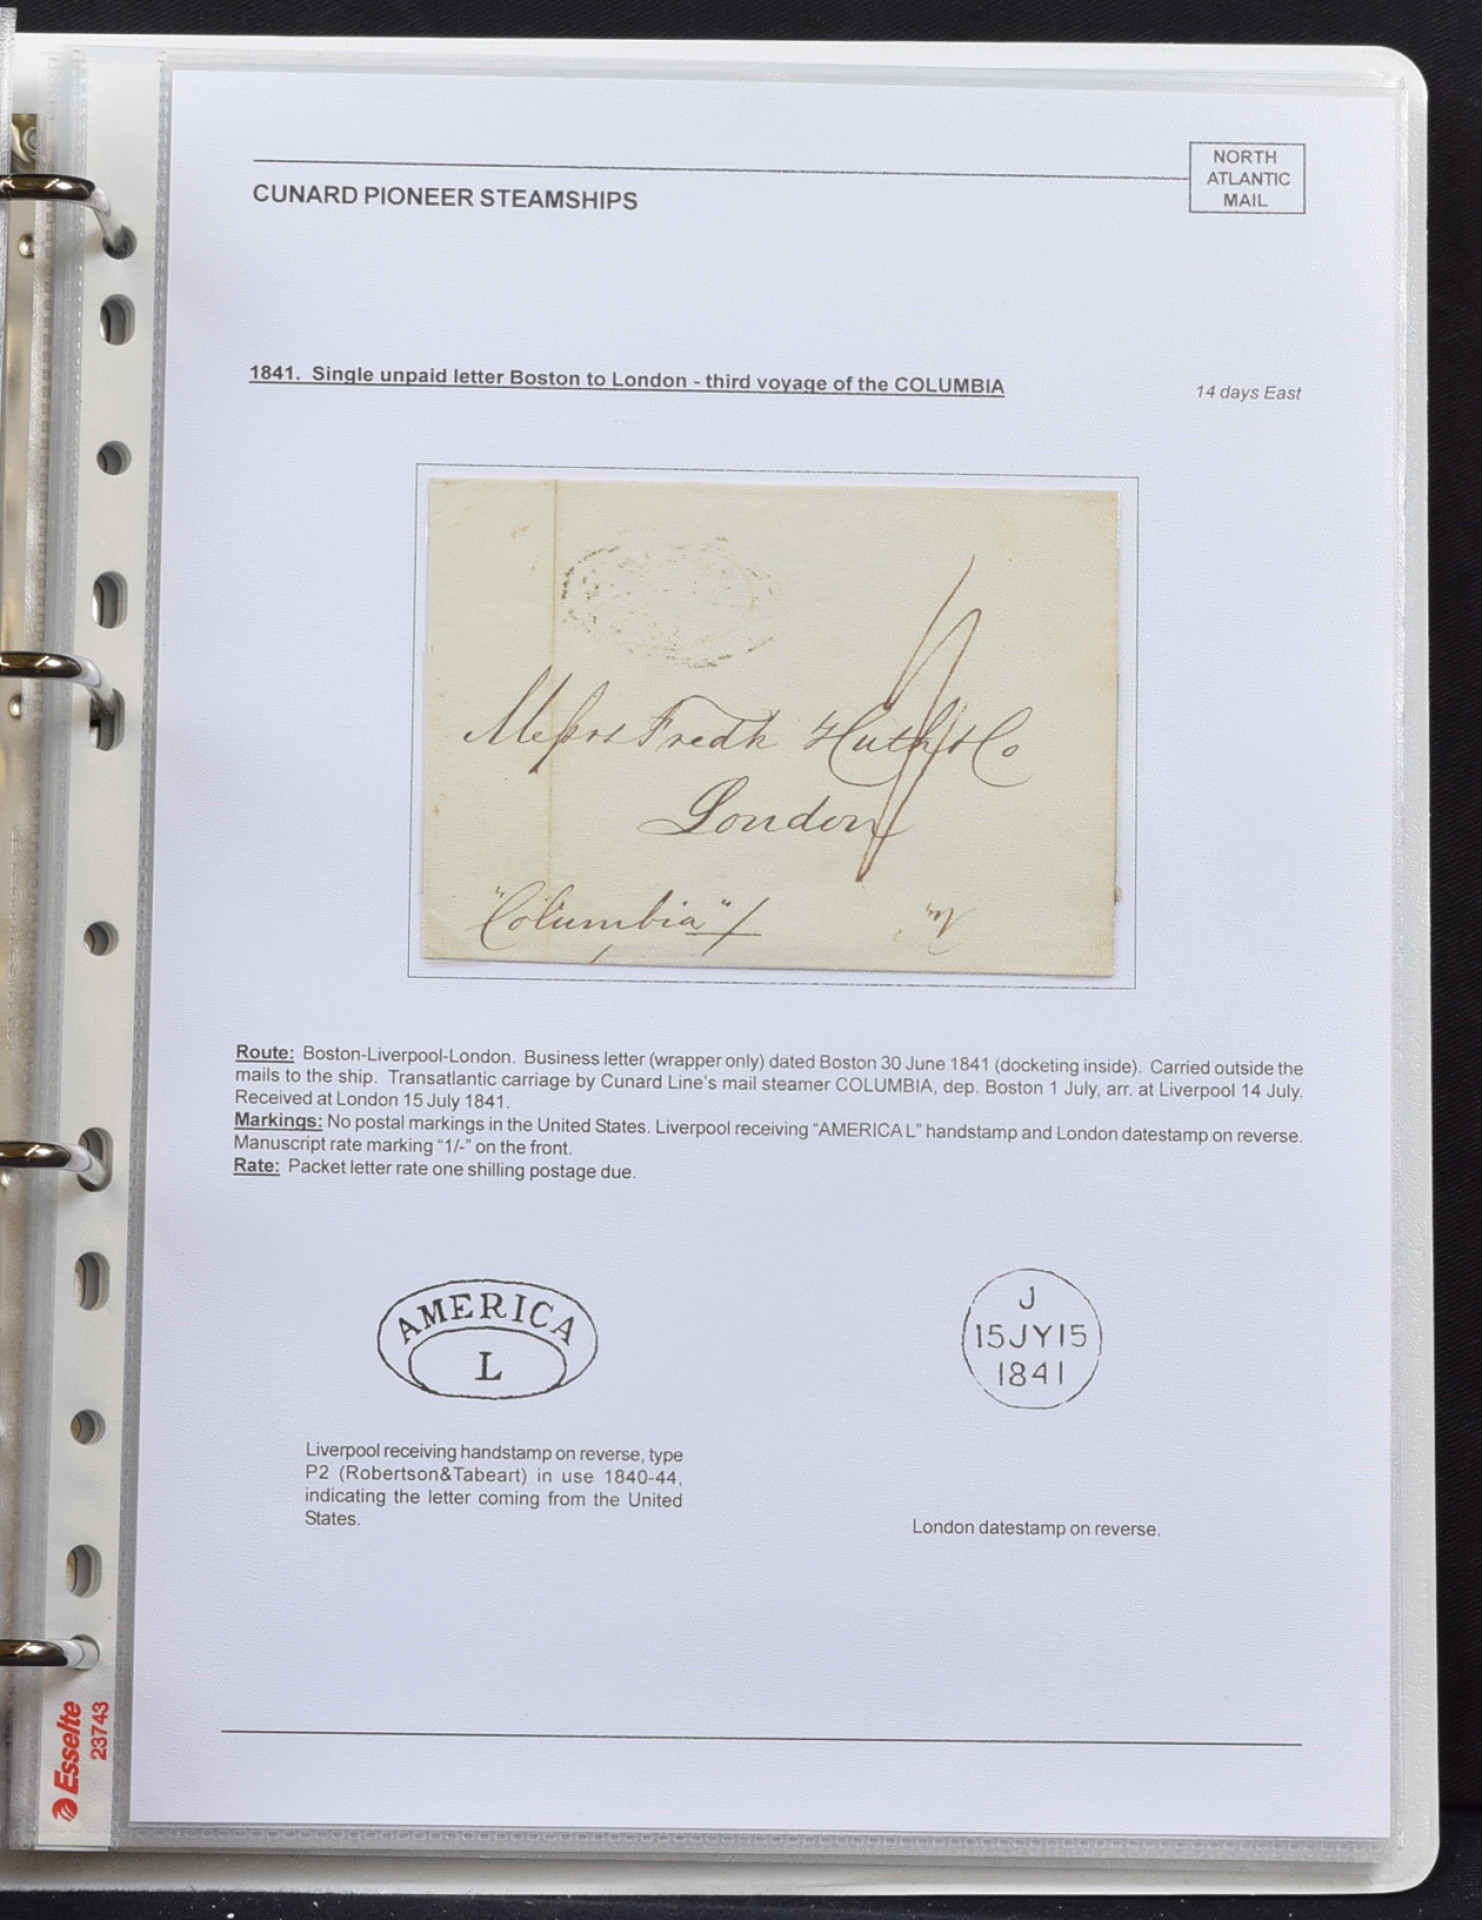 NORTH
ATLANTIC
MAIL
CUNARD PIONEER STEAMSHIPS
1841. Single unpaid letter Boston to London - third voyage of the COLUMBIA
14 days East
1/
Messrs Fredk Huth & Co
London
"Columbia"/
Route: Boston-Liverpool-London. Business letter (wrapper only) dated Boston 30 June 1841 (docketing inside). Carried outside the
mails to the ship. Transatlantic carriage by Cunard Line's mail steamer COLUMBIA, dep. Boston 1 July, arr. at Liverpool 14 July.
Received at London 15 July 1841.
Markings: No postal markings in the United States. Liverpool receiving “AMERICA L” handstamp and London datestamp on reverse.
Manuscript rate marking “1/-” on the front.
Rate: Packet letter rate one shilling postage due.
AMERICA
L
J
15JY15
1841
Liverpool receiving handstamp on reverse, type
P2 (Robertson&Tabeart) in use 1840-44,
indicating the letter coming from the United
States.
London datestamp on reverse.
Esselte
23743